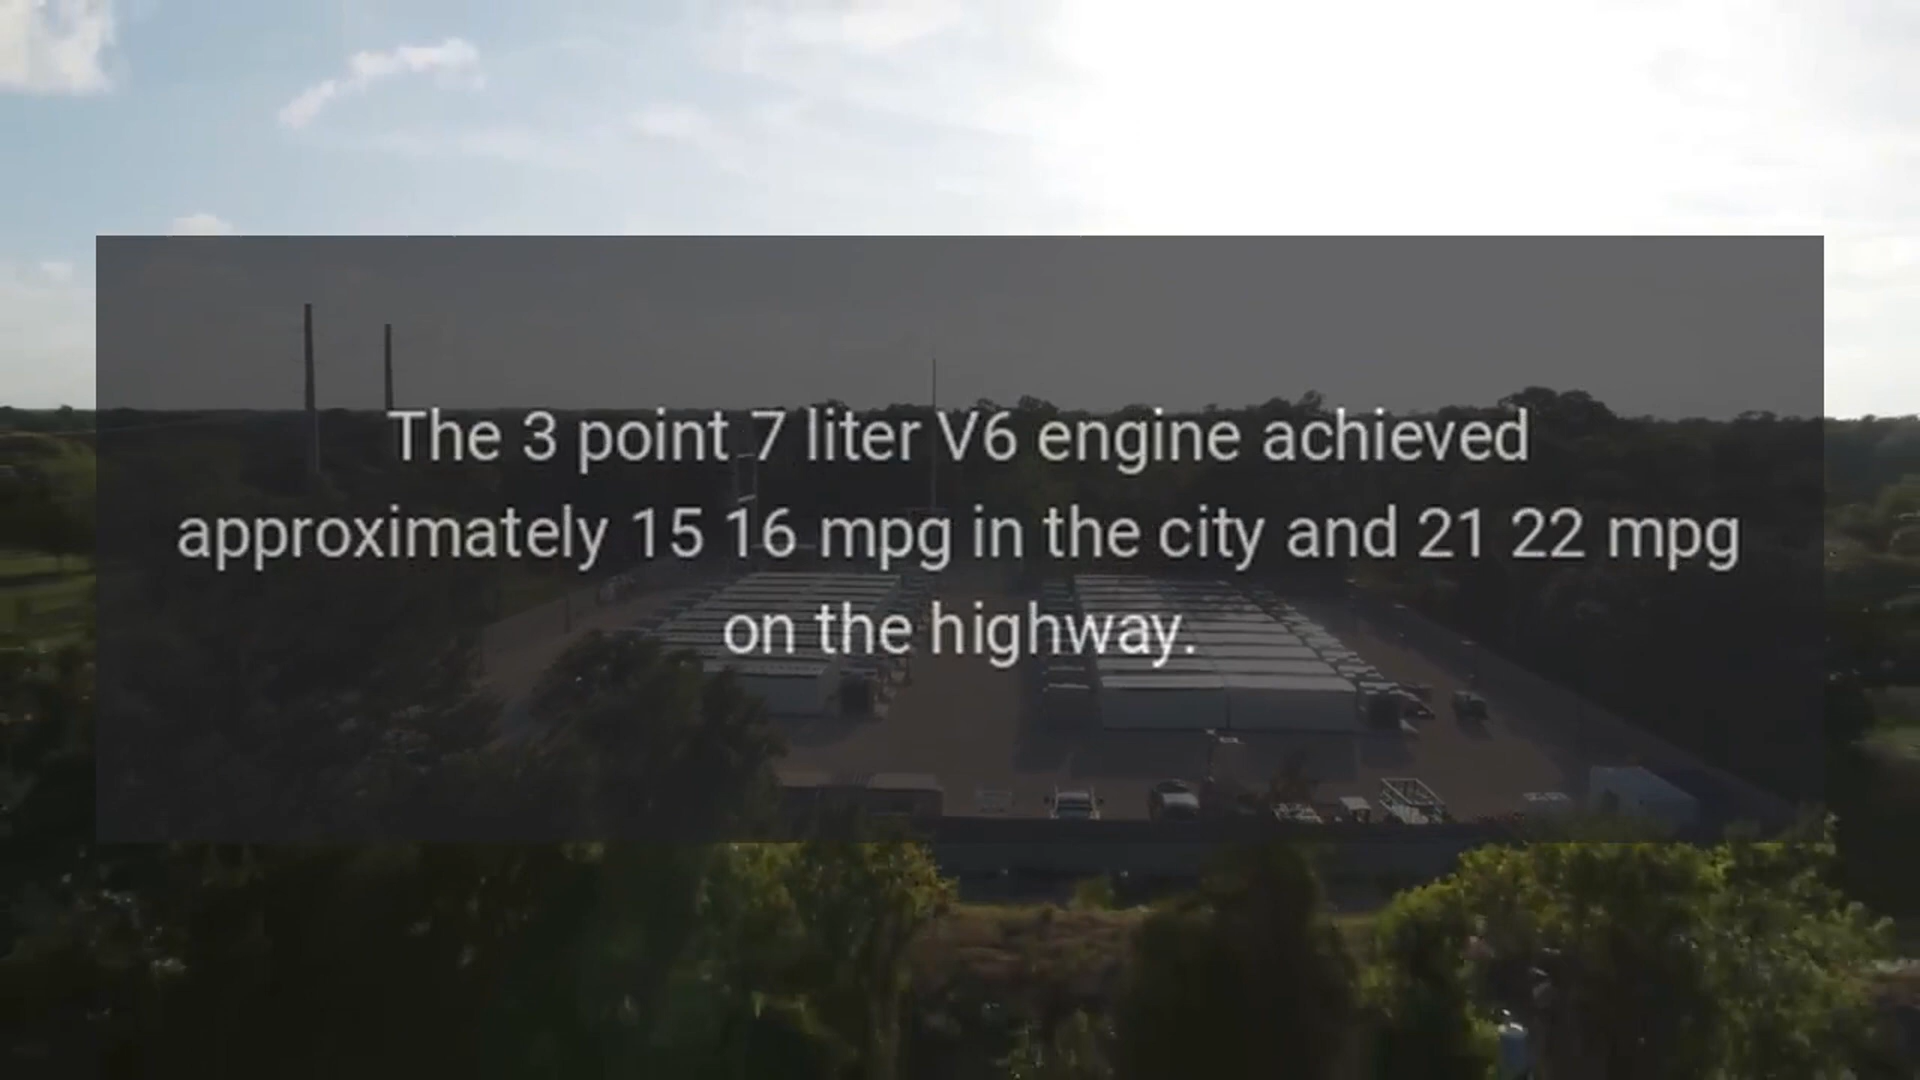 The 3 point 7 liter V6 engine achieved
approximately 15 16 mpg in the city and 21 22 mpg
on the highway.